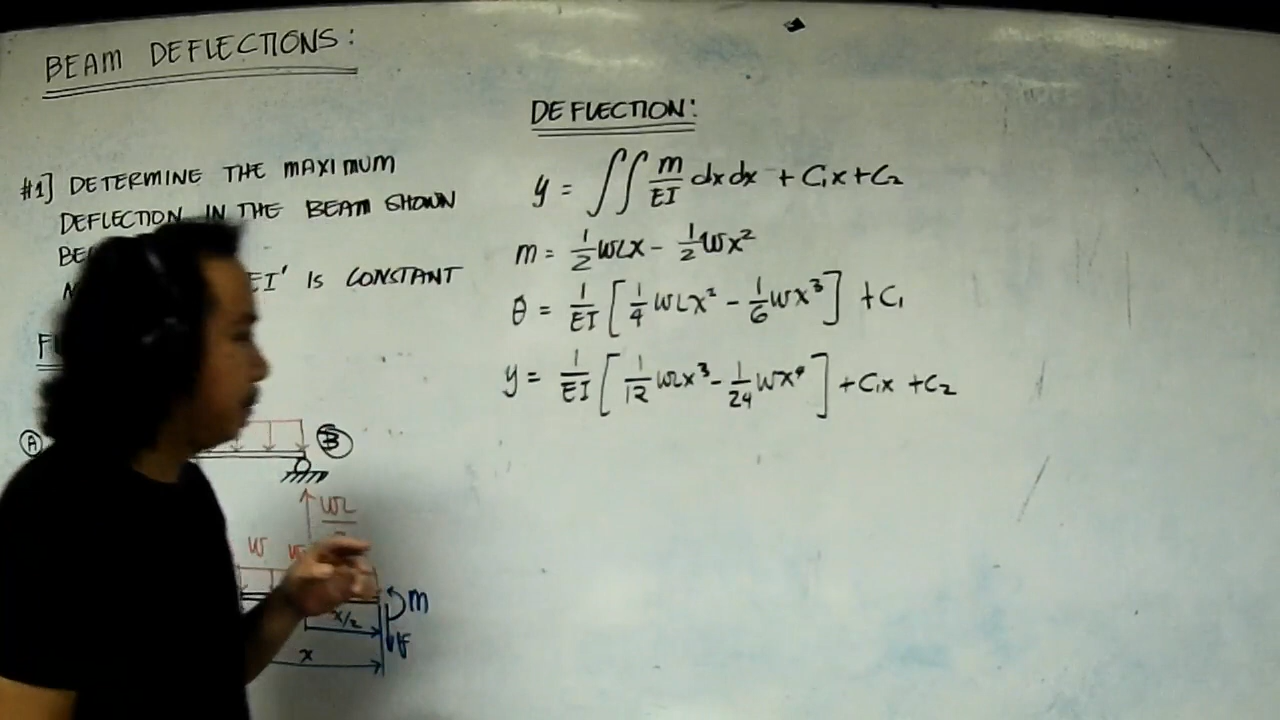 BEAM DEFLECTIONS:
#1] DETERMINE THE MAXIMUM
DEFLECTION IN THE BEAM SHOWN
EI' IS CONSTANT
A
B
WL
W
x/2
x
m
V
DEFLECTION:
y = ∫∫ m/EI dx dx + C₁x + C₂
m = 1/2 WLx - 1/2 Wx²
θ = 1/EI [ 1/4 WLx² - 1/6 Wx³ ] + C₁
y = 1/EI [ 1/12 WLx³ - 1/24 Wx⁴ ] + C₁x + C₂